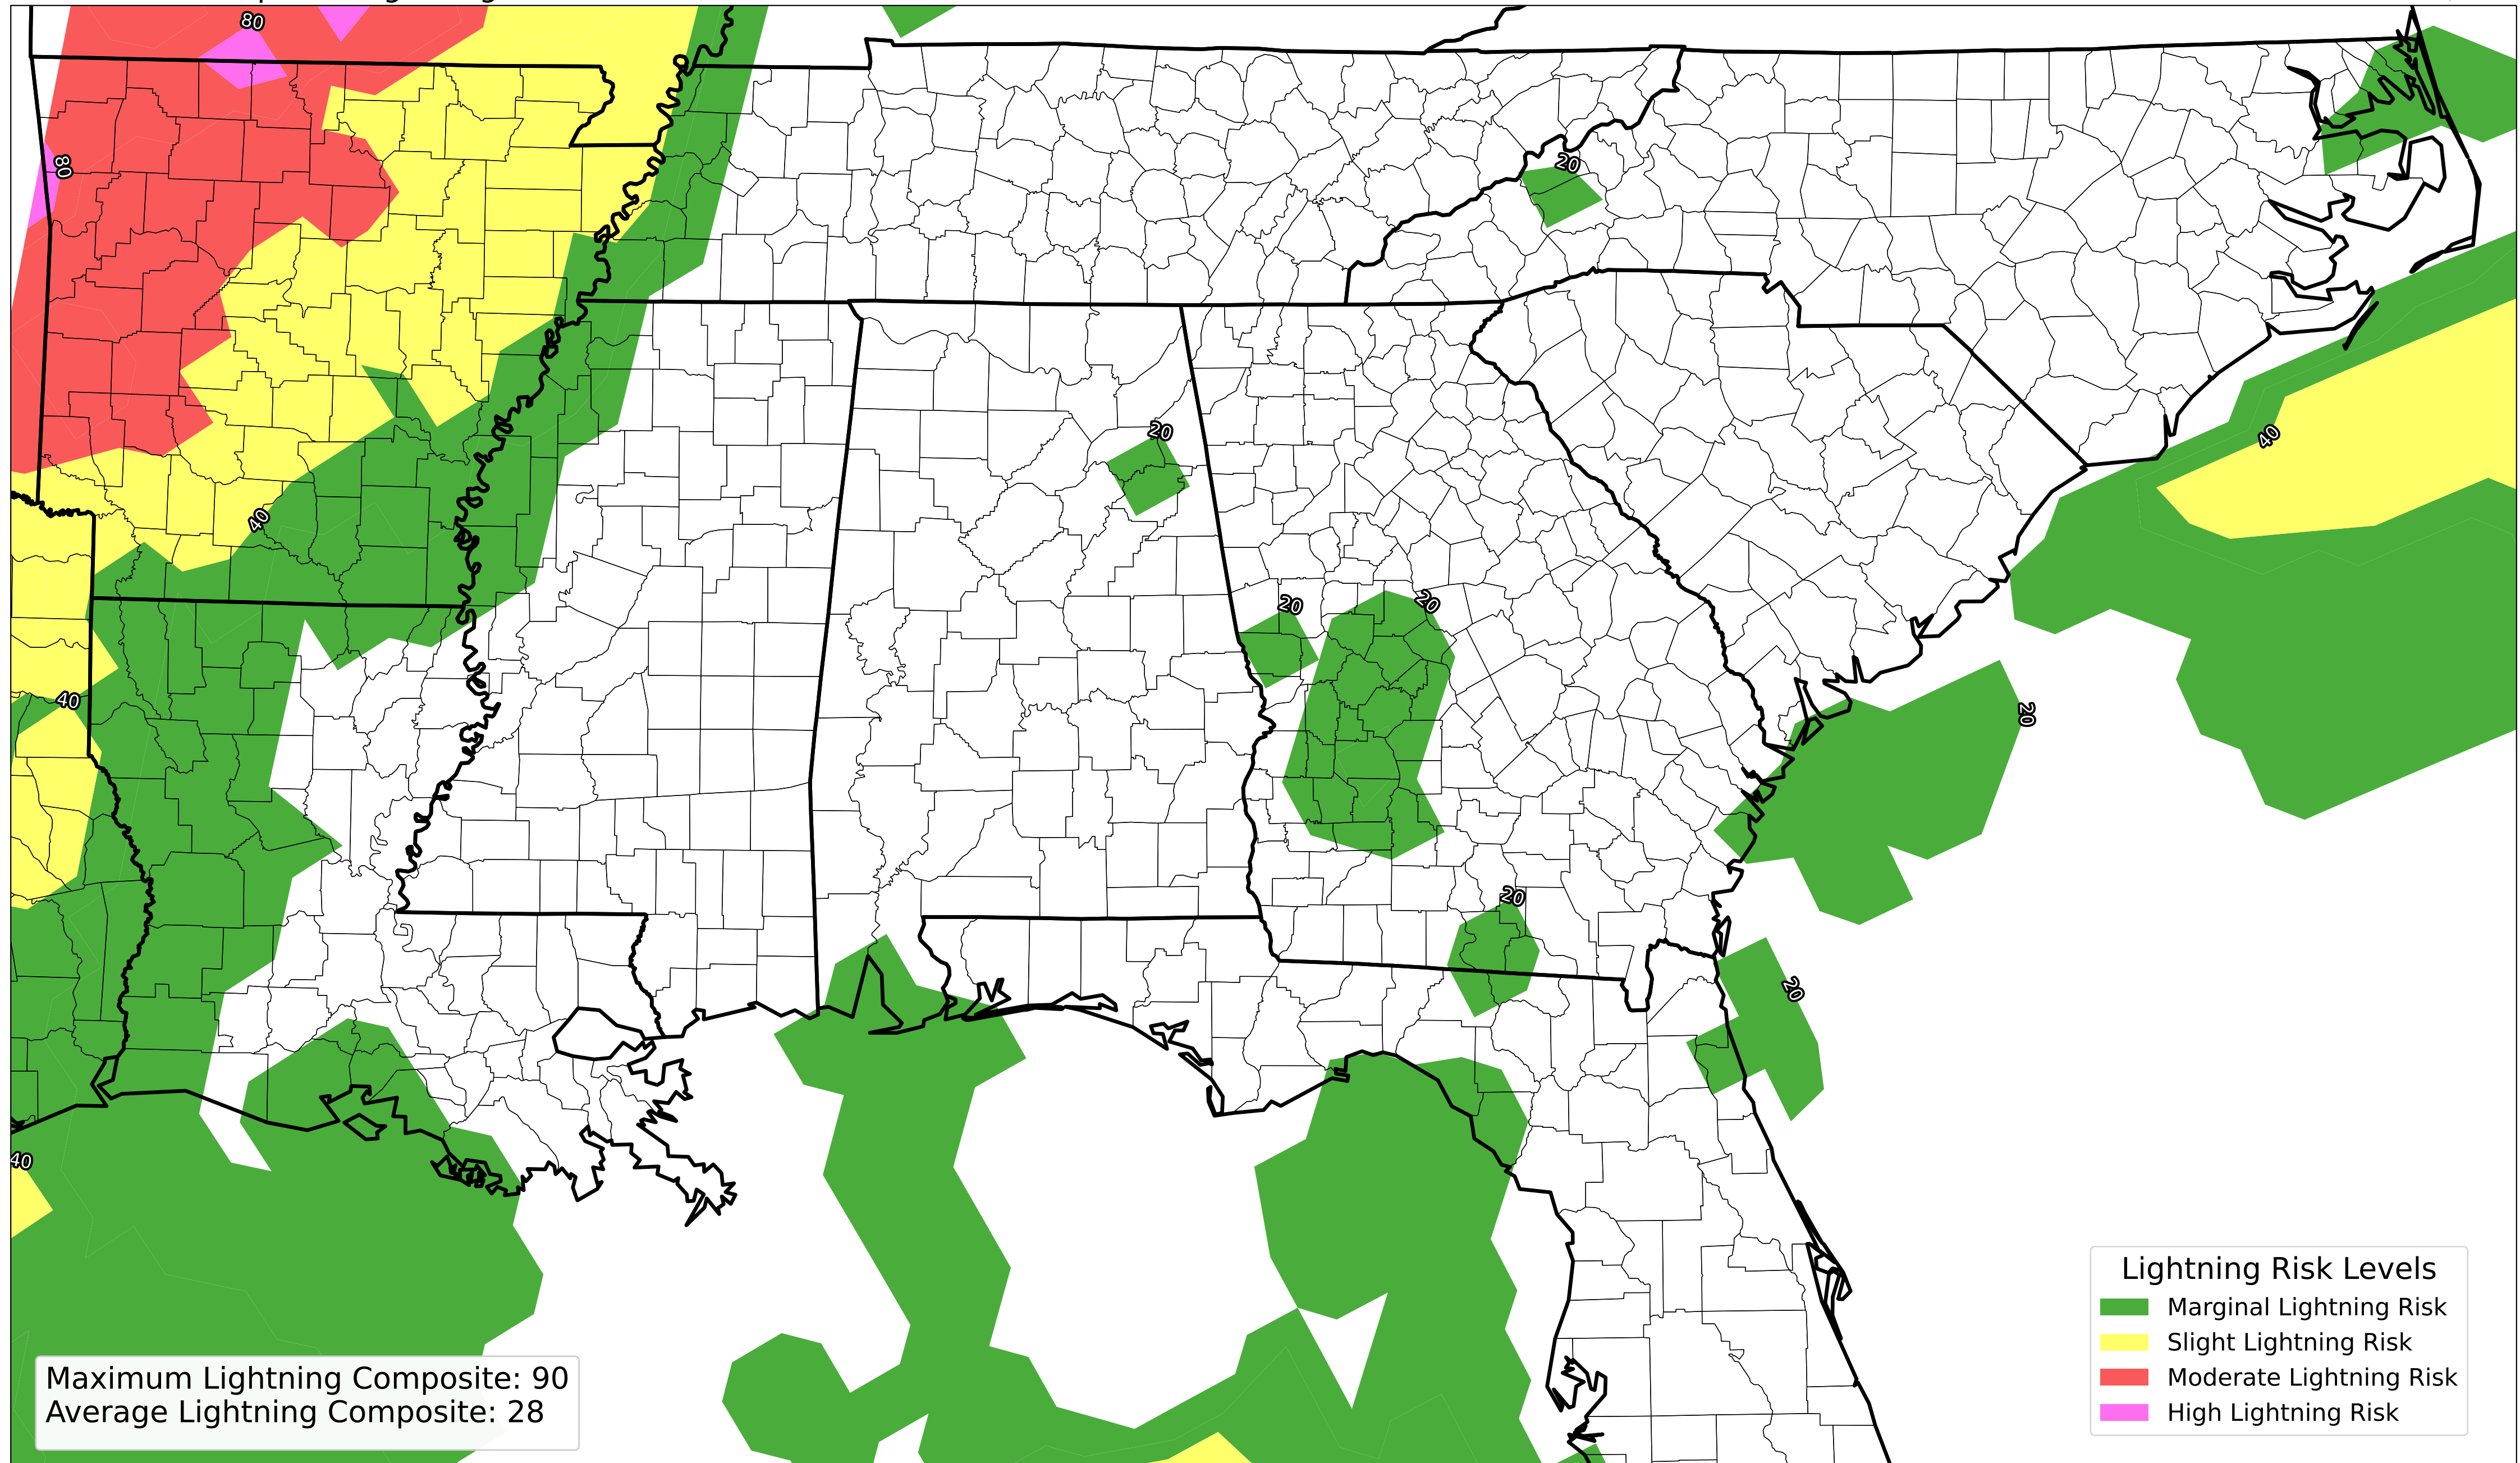 80
80
20
20
40
40
20
20
40
20
20
20
40
Lightning Risk Levels
Marginal Lightning Risk
Slight Lightning Risk
Moderate Lightning Risk
High Lightning Risk
Maximum Lightning Composite: 90
Average Lightning Composite: 28